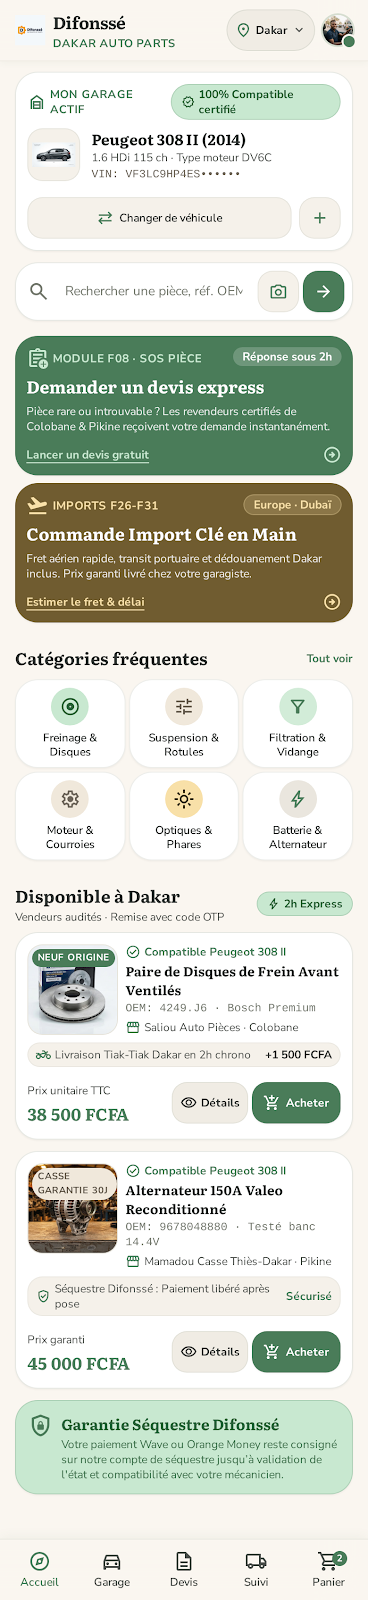 Difonssé
Difonssé
DAKAR AUTO PARTS
Dakar
MON GARAGE
ACTIF
100% Compatible
certifié
Peugeot 308 II (2014)
1.6 HDi 115 ch · Type moteur DV6C
VIN: VF3LC9HP4ES••••••
Changer de véhicule
Rechercher une pièce, réf. OEM
MODULE F08 · SOS PIÈCE
Réponse sous 2h
Demander un devis express
Pièce rare ou introuvable ? Les revendeurs certifiés de
Colobane & Pikine reçoivent votre demande instantanément.
Lancer un devis gratuit
IMPORTS F26-F31
Europe · Dubaï
Commande Import Clé en Main
Fret aérien rapide, transit portuaire et dédouanement Dakar
inclus. Prix garanti livré chez votre garagiste.
Estimer le fret & délai
Catégories fréquentes
Tout voir
Freinage &
Disques
Suspension &
Rotules
Filtration &
Vidange
Moteur &
Courroies
Optiques &
Phares
Batterie &
Alternateur
Disponible à Dakar
Vendeurs audités · Remise avec code OTP
2h Express
NEUF ORIGINE
Compatible Peugeot 308 II
Paire de Disques de Frein Avant
Ventilés
OEM: 4249.J6 · Bosch Premium
Saliou Auto Pièces · Colobane
Livraison Tiak-Tiak Dakar en 2h chrono
+1 500 FCFA
Prix unitaire TTC
38 500 FCFA
Détails
Acheter
CASSE
GARANTIE 30J
Compatible Peugeot 308 II
Alternateur 150A Valeo
Reconditionné
OEM: 9678048880 · Testé banc
14.4V
Mamadou Casse Thiès-Dakar · Pikine
Séquestre Difonssé : Paiement libéré après
pose
Sécurisé
Prix garanti
45 000 FCFA
Détails
Acheter
Garantie Séquestre Difonssé
Votre paiement Wave ou Orange Money reste consigné
sur notre compte de séquestre jusqu'à validation de
l'état et compatibilité avec votre mécanicien.
Accueil
Garage
Devis
Suivi
2
Panier